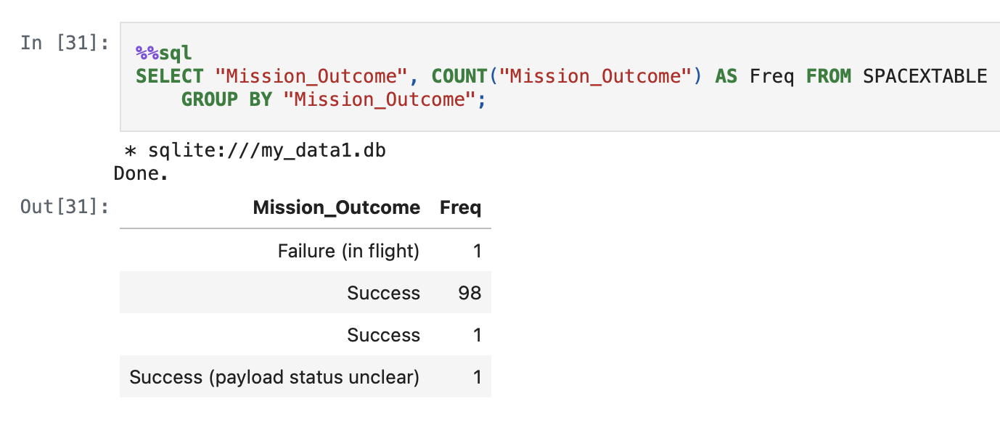 In [31]:
%%sql
SELECT "Mission_Outcome", COUNT("Mission_Outcome") AS Freq FROM SPACEXTABLE
    GROUP BY "Mission_Outcome";
* sqlite:///my_data1.db
Done.
Out[31]:
Mission_Outcome Freq
Failure (in flight) 1
Success 98
Success 1
Success (payload status unclear) 1